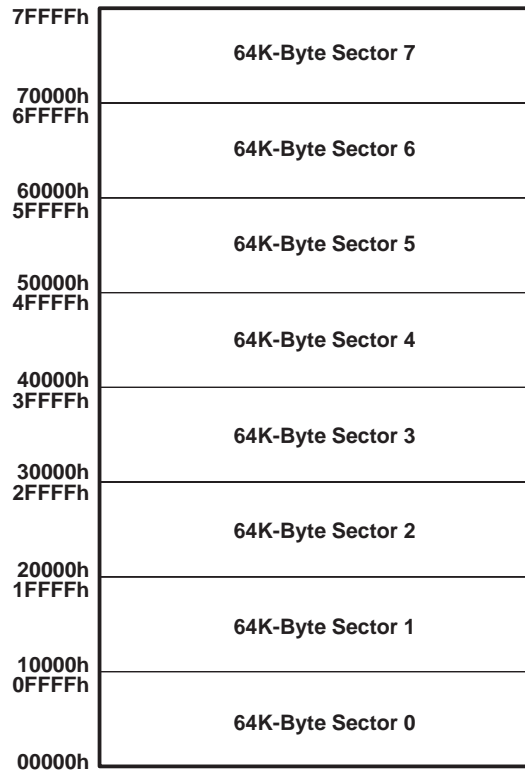 7FFFFh
64K-Byte Sector 7
70000h
6FFFFh
64K-Byte Sector 6
60000h
5FFFFh
64K-Byte Sector 5
50000h
4FFFFh
64K-Byte Sector 4
40000h
3FFFFh
64K-Byte Sector 3
30000h
2FFFFh
64K-Byte Sector 2
20000h
1FFFFh
64K-Byte Sector 1
10000h
0FFFFh
64K-Byte Sector 0
00000h